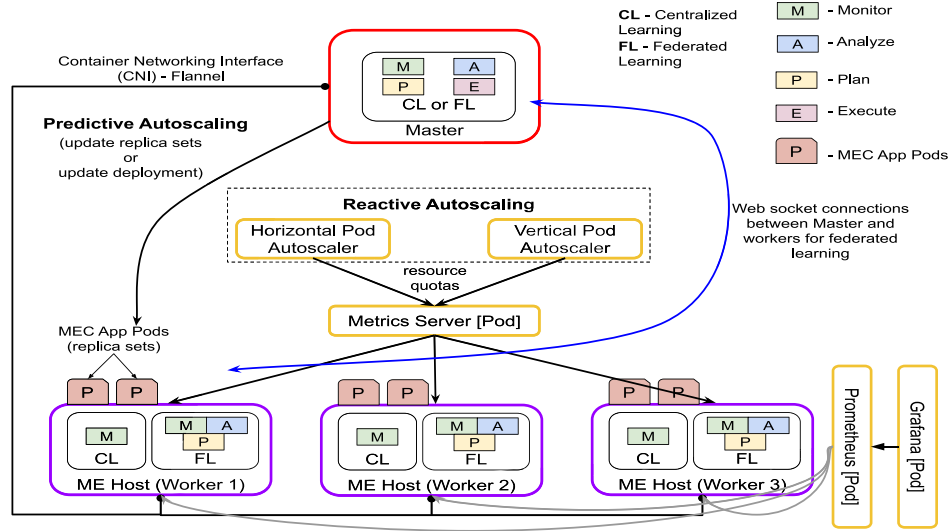 CL - Centralized
Learning
FL - Federated
Learning
M - Monitor
A - Analyze
P - Plan
E - Execute
P - MEC App Pods
Container Networking Interface
(CNI) - Flannel
M A
P E
CL or FL
Master
Predictive Autoscaling
(update replica sets
or
update deployment)
Reactive Autoscaling
Horizontal Pod
Autoscaler
Vertical Pod
Autoscaler
Web socket connections
between Master and
workers for federated
learning
resource
quotas
Metrics Server [Pod]
MEC App Pods
(replica sets)
P P
M
CL
M A
P
FL
ME Host (Worker 1)
P P
M
CL
M A
P
FL
ME Host (Worker 2)
P P
M
CL
M A
P
FL
ME Host (Worker 3)
Prometheus [Pod]
Grafana [Pod]